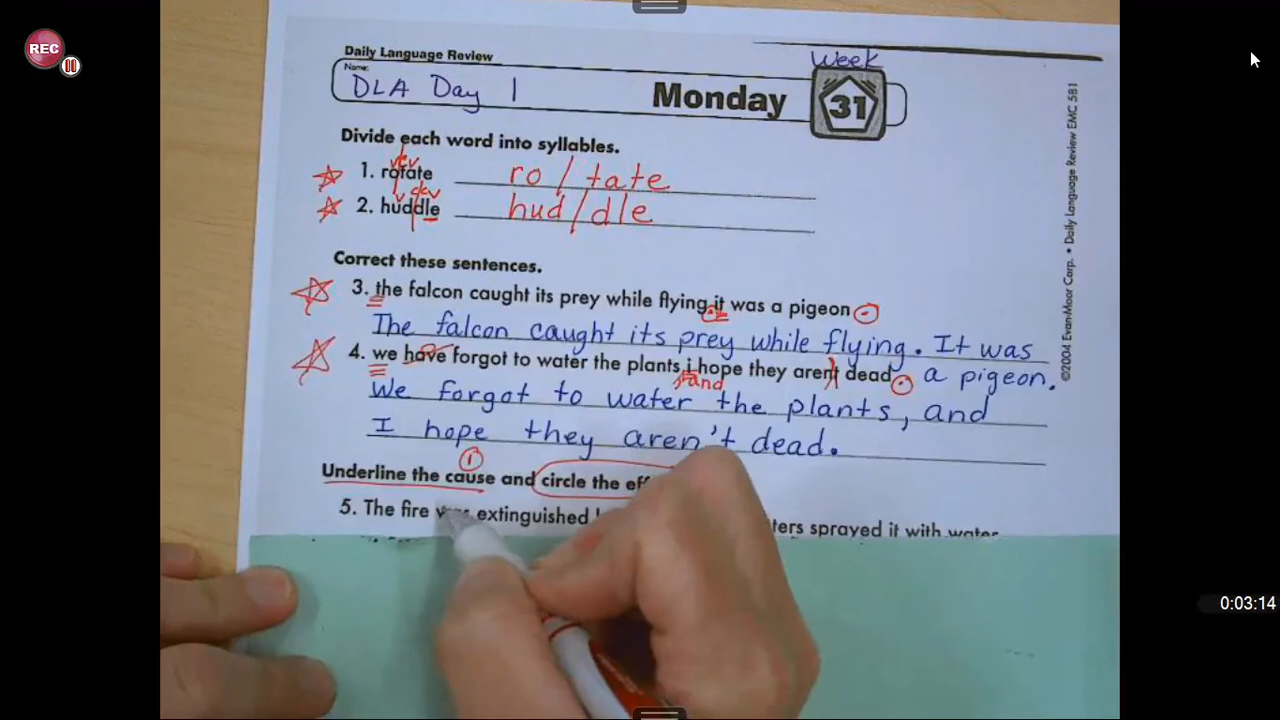 REC
Daily Language Review
Week
Name:
DLA Day 1
Monday
31
Divide each word into syllables.
vcv
1. rotate ro / tate
v ccv
2. huddle hud/dle
Correct these sentences.
3. the falcon caught its prey while flying it was a pigeon
The falcon caught its prey while flying. It was
a pigeon.
4. we have forgot to water the plants i hope they arent dead
, and
We forgot to water the plants, and
I hope they aren't dead.
1
Underline the cause and circle the
5. The fire was extinguished sprayed it with water
©2004 Evan-Moor Corp. • Daily Language Review EMC 581
0:03:14